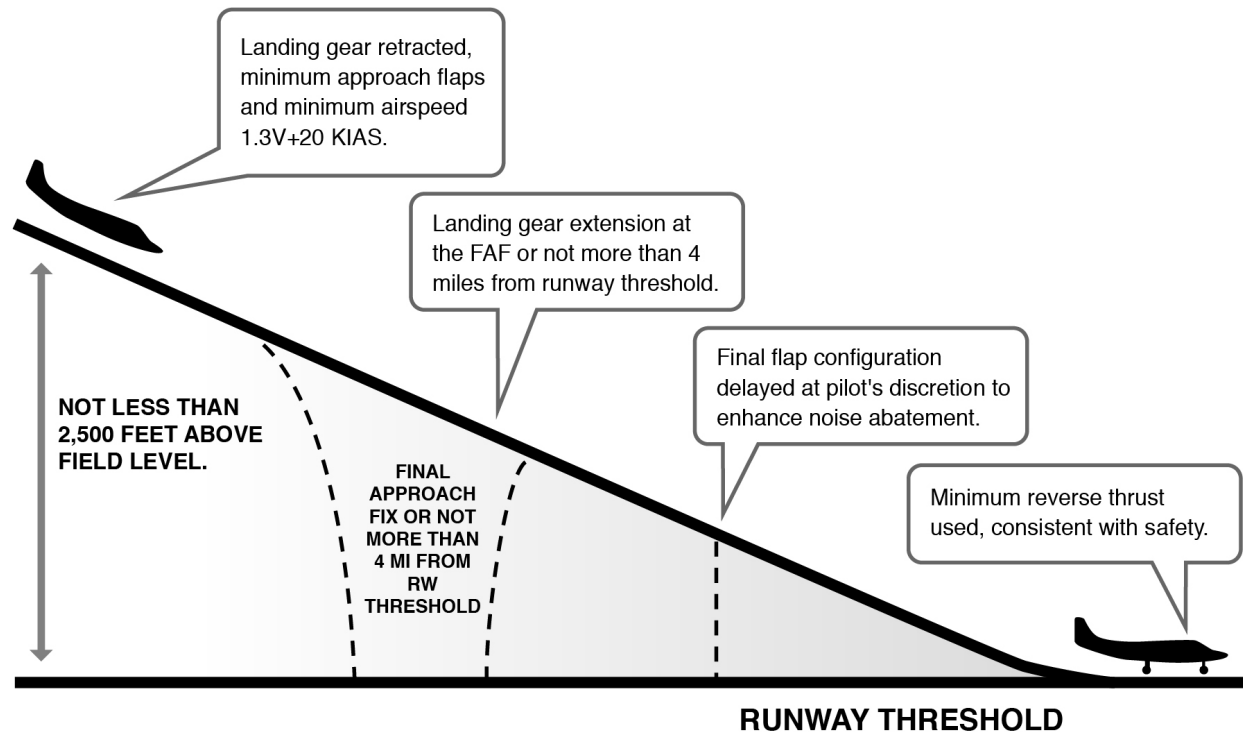 Landing gear retracted,
minimum approach flaps
and minimum airspeed
1.3V+20 KIAS.
Landing gear extension at
the FAF or not more than 4
miles from runway threshold.
Final flap configuration
delayed at pilot's discretion to
enhance noise abatement.
NOT LESS THAN
2,500 FEET ABOVE
FIELD LEVEL.
FINAL
APPROACH
FIX OR NOT
MORE THAN
4 MI FROM
RW
THRESHOLD
Minimum reverse thrust
used, consistent with safety.
RUNWAY THRESHOLD